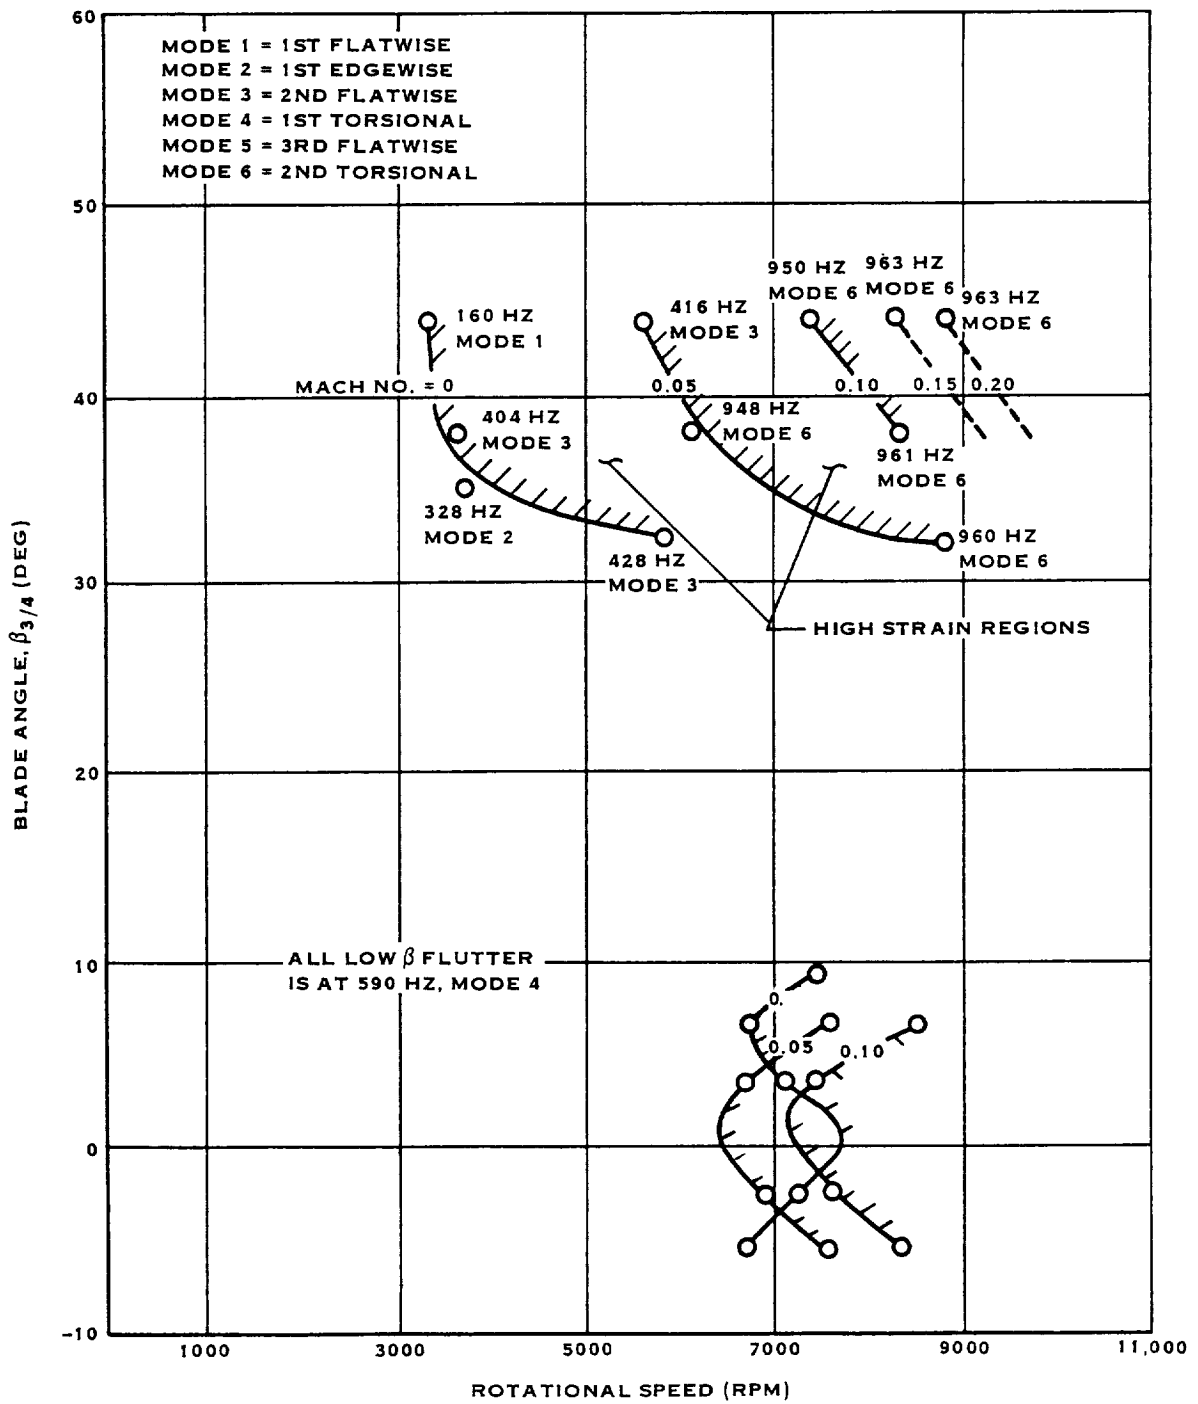 60
MODE 1 = 1ST FLATWISE
MODE 2 = 1ST EDGEWISE
MODE 3 = 2ND FLATWISE
MODE 4 = 1ST TORSIONAL
MODE 5 = 3RD FLATWISE
MODE 6 = 2ND TORSIONAL
50
160 HZ
MODE 1
416 HZ
MODE 3
950 HZ
MODE 6
963 HZ
MODE 6
963 HZ
MODE 6
MACH NO. = 0
0.05
0.10
0.15
0.20
40
404 HZ
MODE 3
948 HZ
MODE 6
961 HZ
MODE 6
328 HZ
MODE 2
428 HZ
MODE 3
960 HZ
MODE 6
30
HIGH STRAIN REGIONS
BLADE ANGLE, β3/4 (DEG)
20
10
ALL LOW β FLUTTER
IS AT 590 HZ, MODE 4
0.
0.05
0.10
0
-10
1000
3000
5000
7000
9000
11,000
ROTATIONAL SPEED (RPM)